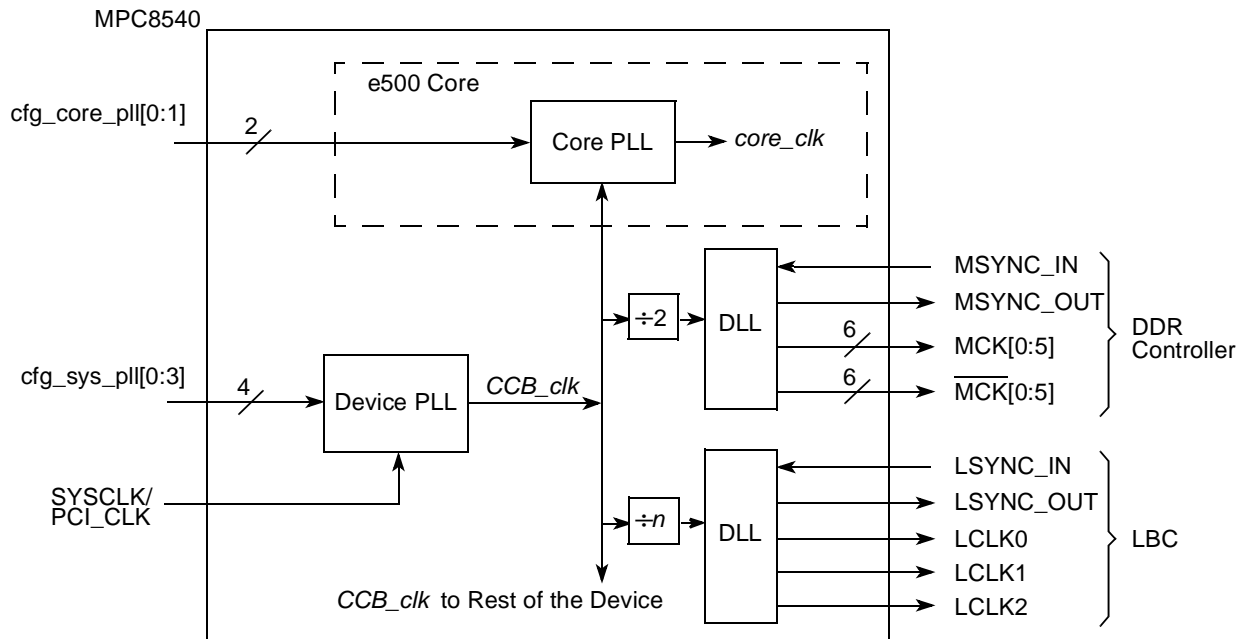 MPC8540
e500 Core
cfg_core_pll[0:1]
2
Core PLL
core_clk
MSYNC_IN
MSYNC_OUT
÷2
DLL
6
MCK[0:5]
DDR
Controller
cfg_sys_pll[0:3]
4
Device PLL
CCB_clk
6
M̅C̅K̅[0:5]
SYSCLK/
PCI_CLK
LSYNC_IN
LSYNC_OUT
÷n
DLL
LCLK0
LBC
LCLK1
LCLK2
CCB_clk to Rest of the Device